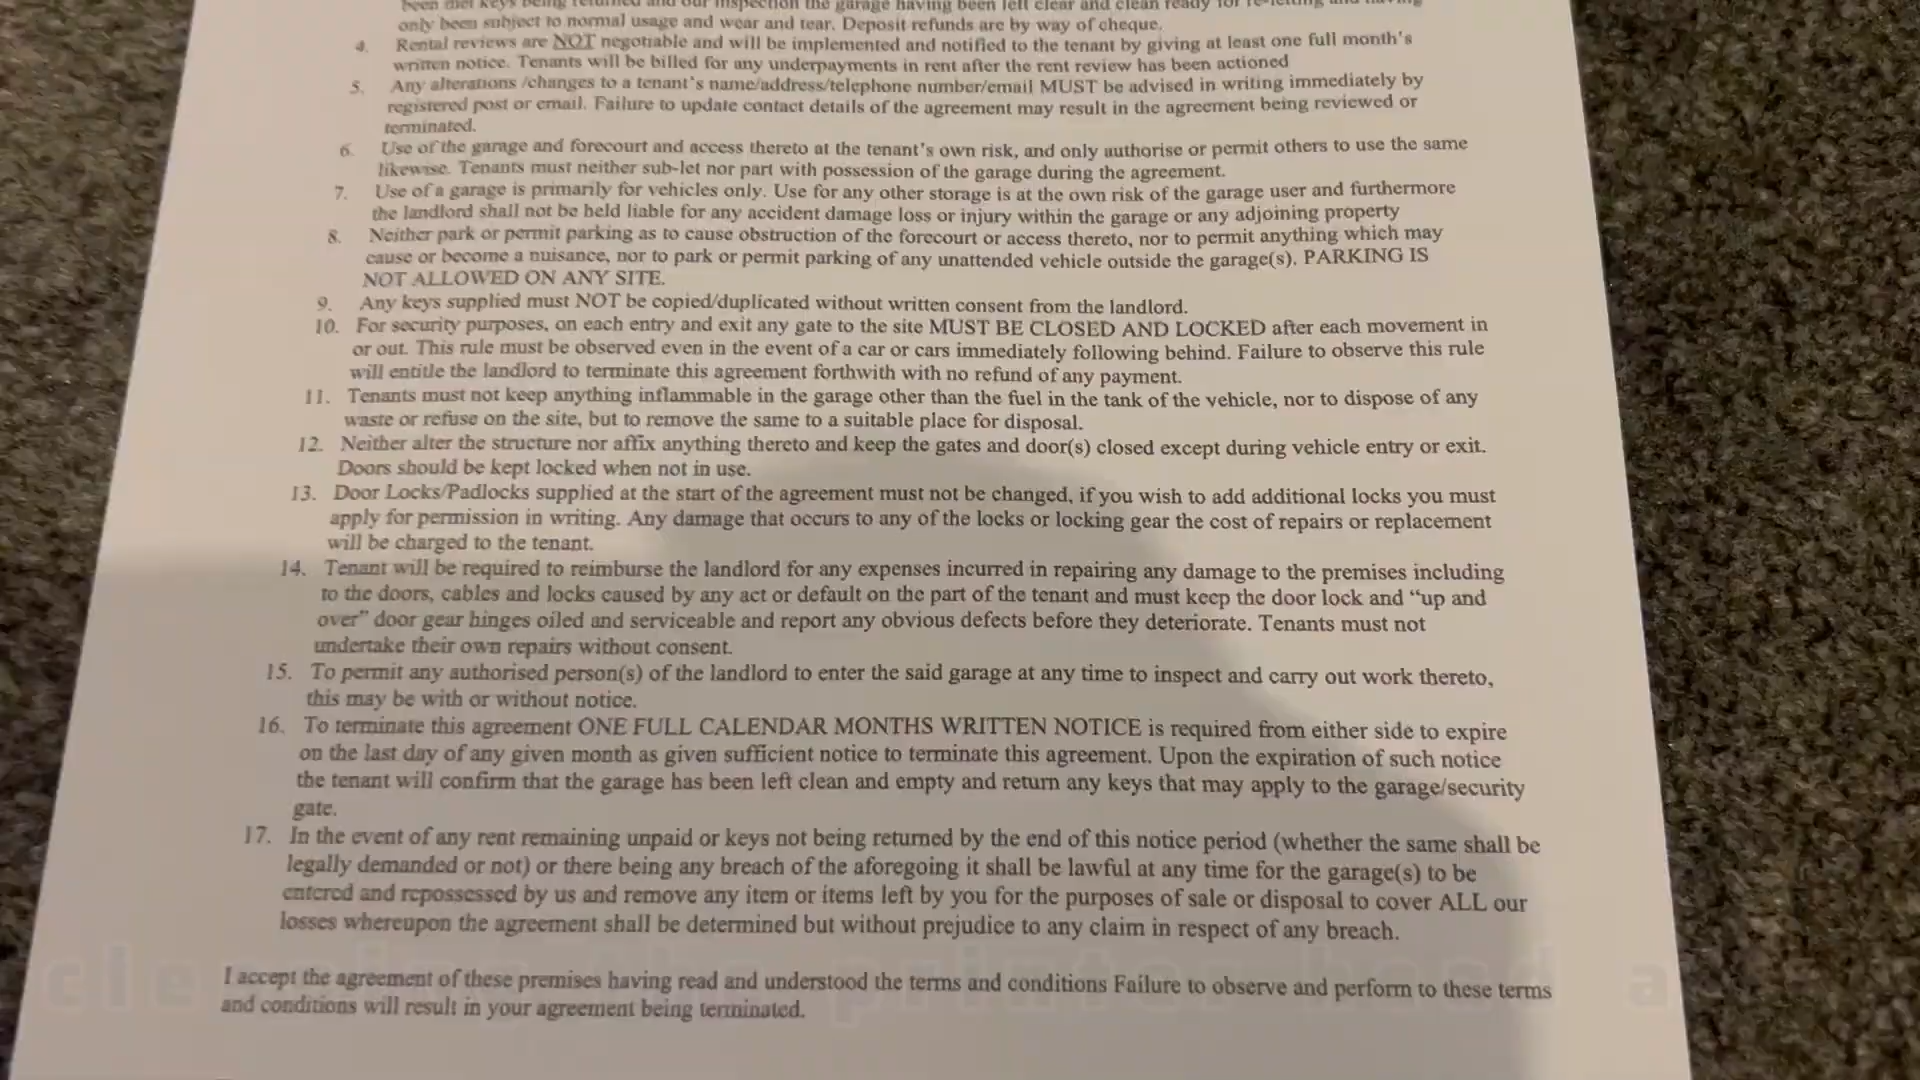 been met keys being returned and our inspection the garage having been left clear and clean ready for re-letting and having
only been subject to normal usage and wear and tear. Deposit refunds are by way of cheque.
4. Rental reviews are NOT negotiable and will be implemented and notified to the tenant by giving at least one full month's
written notice. Tenants will be billed for any underpayments in rent after the rent review has been actioned
5. Any alterations /changes to a tenant's name/address/telephone number/email MUST be advised in writing immediately by
registered post or email. Failure to update contact details of the agreement may result in the agreement being reviewed or
terminated.
6. Use of the garage and forecourt and access thereto at the tenant's own risk, and only authorise or permit others to use the same
likewise. Tenants must neither sub-let nor part with possession of the garage during the agreement.
7. Use of a garage is primarily for vehicles only. Use for any other storage is at the own risk of the garage user and furthermore
the landlord shall not be held liable for any accident damage loss or injury within the garage or any adjoining property
8. Neither park or permit parking as to cause obstruction of the forecourt or access thereto, nor to permit anything which may
cause or become a nuisance, nor to park or permit parking of any unattended vehicle outside the garage(s). PARKING IS
NOT ALLOWED ON ANY SITE.
9. Any keys supplied must NOT be copied/duplicated without written consent from the landlord.
10. For security purposes, on each entry and exit any gate to the site MUST BE CLOSED AND LOCKED after each movement in
or out. This rule must be observed even in the event of a car or cars immediately following behind. Failure to observe this rule
will entitle the landlord to terminate this agreement forthwith with no refund of any payment.
11. Tenants must not keep anything inflammable in the garage other than the fuel in the tank of the vehicle, nor to dispose of any
waste or refuse on the site, but to remove the same to a suitable place for disposal.
12. Neither alter the structure nor affix anything thereto and keep the gates and door(s) closed except during vehicle entry or exit.
Doors should be kept locked when not in use.
13. Door Locks/Padlocks supplied at the start of the agreement must not be changed, if you wish to add additional locks you must
apply for permission in writing. Any damage that occurs to any of the locks or locking gear the cost of repairs or replacement
will be charged to the tenant.
14. Tenant will be required to reimburse the landlord for any expenses incurred in repairing any damage to the premises including
to the doors, cables and locks caused by any act or default on the part of the tenant and must keep the door lock and “up and
over” door gear hinges oiled and serviceable and report any obvious defects before they deteriorate. Tenants must not
undertake their own repairs without consent.
15. To permit any authorised person(s) of the landlord to enter the said garage at any time to inspect and carry out work thereto,
this may be with or without notice.
16. To terminate this agreement ONE FULL CALENDAR MONTHS WRITTEN NOTICE is required from either side to expire
on the last day of any given month as given sufficient notice to terminate this agreement. Upon the expiration of such notice
the tenant will confirm that the garage has been left clean and empty and return any keys that may apply to the garage/security
gate.
17. In the event of any rent remaining unpaid or keys not being returned by the end of this notice period (whether the same shall be
legally demanded or not) or there being any breach of the aforegoing it shall be lawful at any time for the garage(s) to be
entered and repossessed by us and remove any item or items left by you for the purposes of sale or disposal to cover ALL our
losses whereupon the agreement shall be determined but without prejudice to any claim in respect of any breach.
I accept the agreement of these premises having read and understood the terms and conditions Failure to observe and perform to these terms
and conditions will result in your agreement being terminated.